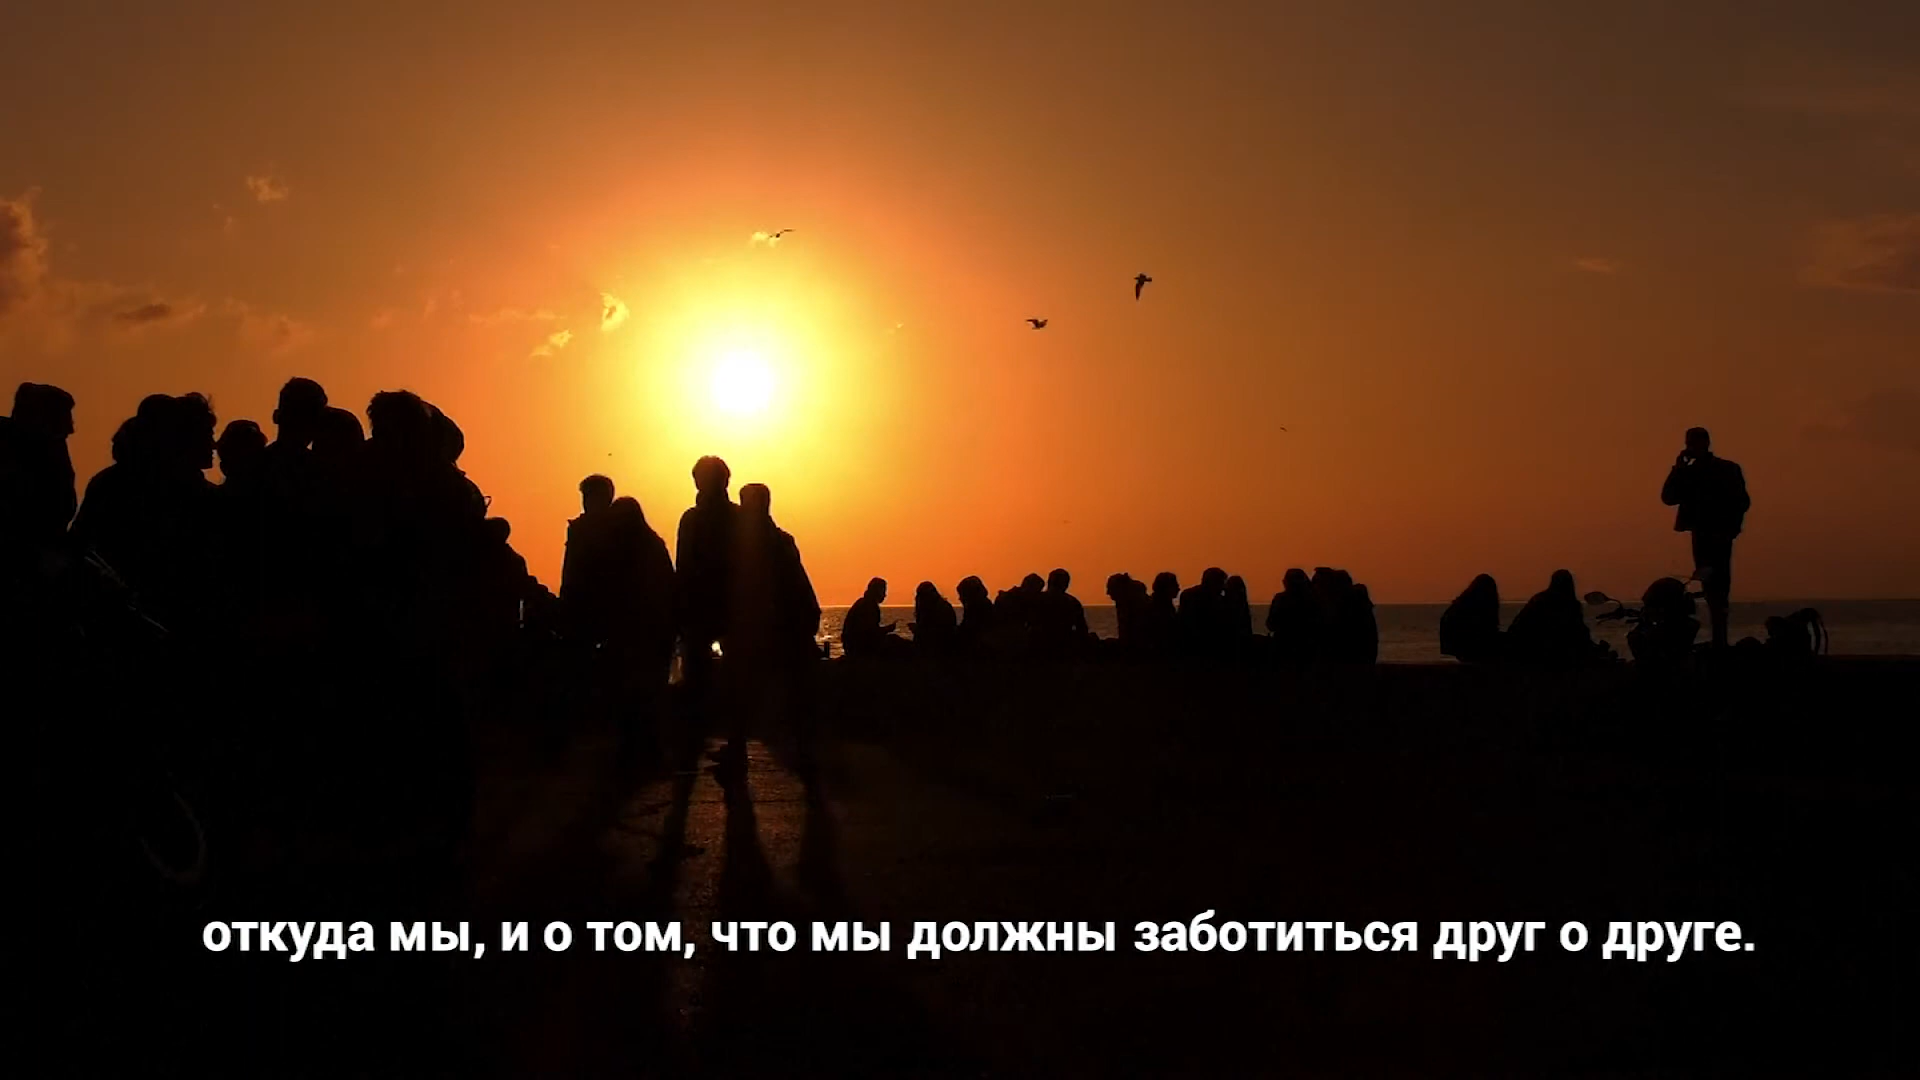 откуда мы, и о том, что мы должны заботиться друг о друге.